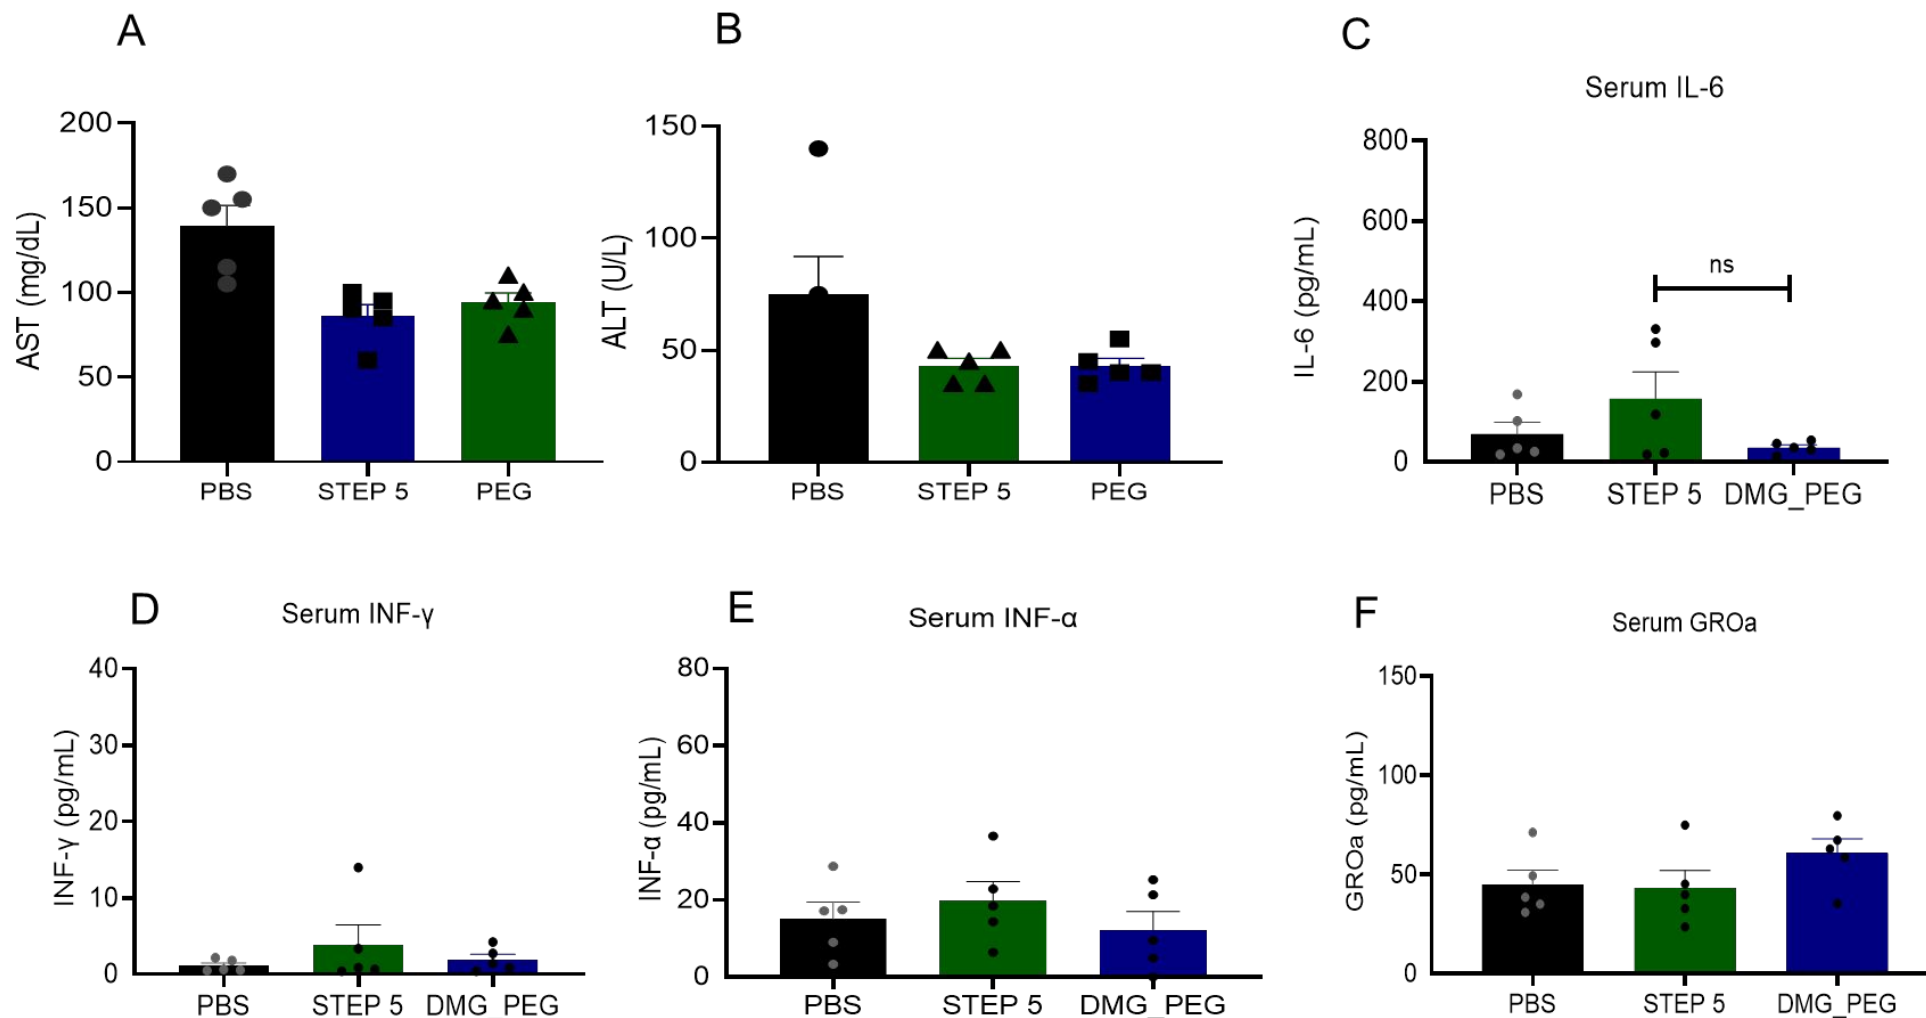 A
AST (mg/dL)
200
150
100
50
0
PBS STEP 5 PEG
B
ALT (U/L)
150
100
50
0
PBS STEP 5 PEG
C
Serum IL-6
IL-6 (pg/mL)
800
600
400
200
0
ns
PBS STEP 5 DMG_PEG
D
Serum INF-γ
INF-γ (pg/mL)
40
30
20
10
0
PBS STEP 5 DMG_PEG
E
Serum INF-α
INF-α (pg/mL)
80
60
40
20
0
PBS STEP 5 DMG_PEG
F
Serum GROa
GROa (pg/mL)
150
100
50
0
PBS STEP 5 DMG_PEG